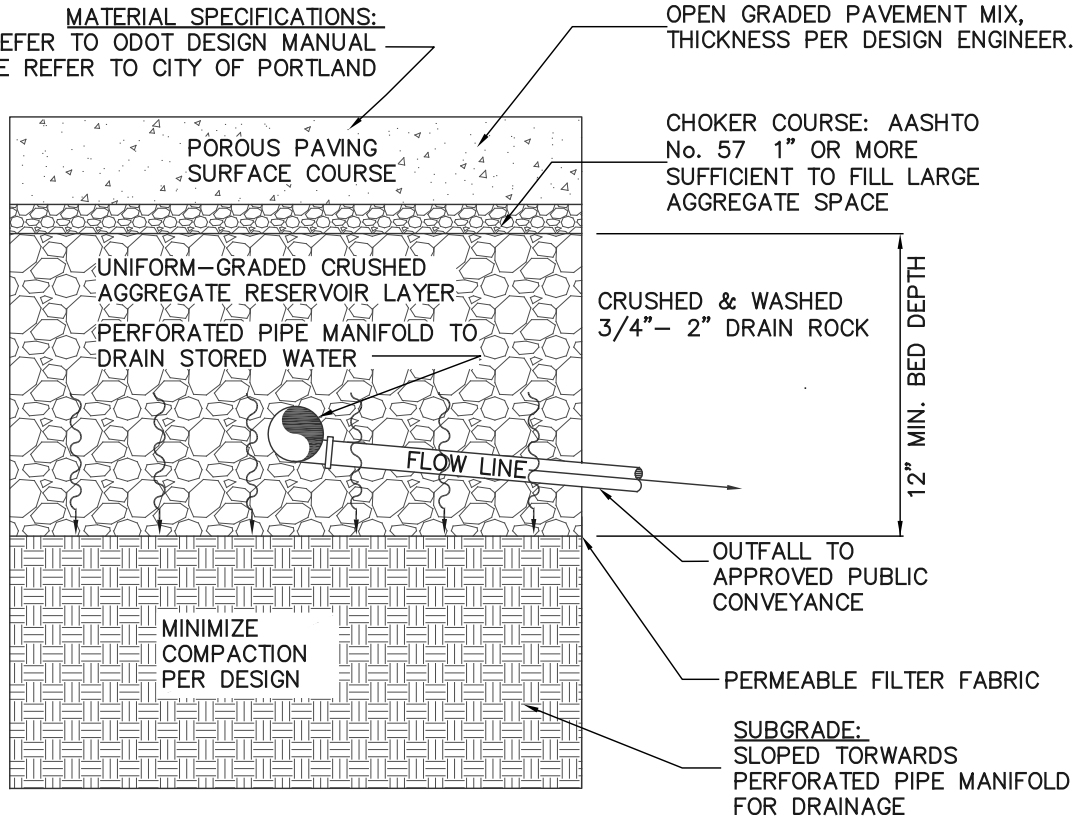 MATERIAL SPECIFICATIONS:
REFER TO ODOT DESIGN MANUAL
REFER TO CITY OF PORTLAND
OPEN GRADED PAVEMENT MIX,
THICKNESS PER DESIGN ENGINEER.
POROUS PAVING
SURFACE COURSE
CHOKER COURSE: AASHTO
No. 57 1” OR MORE
SUFFICIENT TO FILL LARGE
AGGREGATE SPACE
UNIFORM–GRADED CRUSHED
AGGREGATE RESERVOIR LAYER
PERFORATED PIPE MANIFOLD TO
DRAIN STORED WATER
CRUSHED & WASHED
3/4”– 2” DRAIN ROCK
12” MIN. BED DEPTH
FLOW LINE
OUTFALL TO
APPROVED PUBLIC
CONVEYANCE
MINIMIZE
COMPACTION
PER DESIGN
PERMEABLE FILTER FABRIC
SUBGRADE:
SLOPED TORWARDS
PERFORATED PIPE MANIFOLD
FOR DRAINAGE